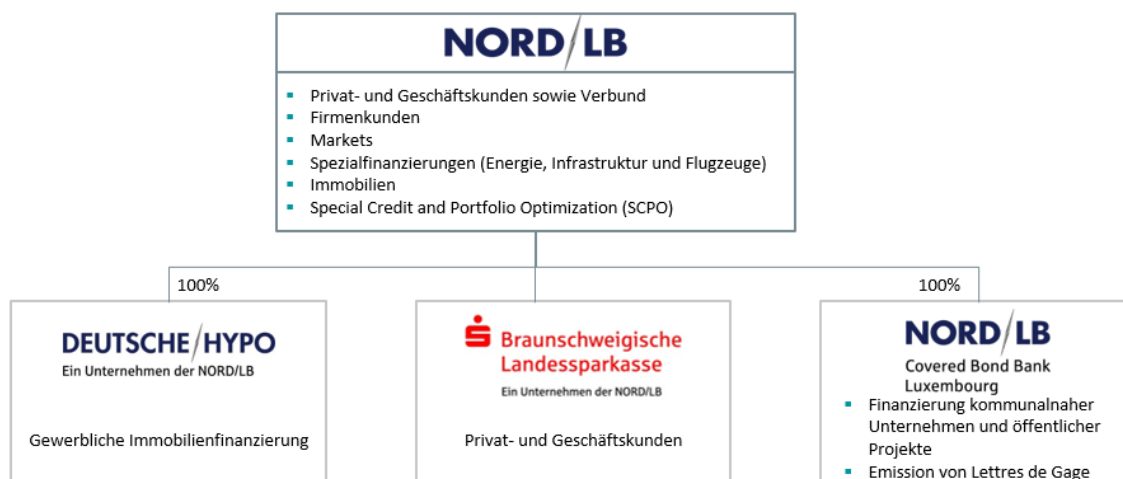 NORD/LB
▪ Privat- und Geschäftskunden sowie Verbund
▪ Firmenkunden
▪ Markets
▪ Spezialfinanzierungen (Energie, Infrastruktur und Flugzeuge)
▪ Immobilien
▪ Special Credit and Portfolio Optimization (SCPO)
100%
100%
DEUTSCHE/HYPO
Ein Unternehmen der NORD/LB
Gewerbliche Immobilienfinanzierung
Braunschweigische
Landessparkasse
Ein Unternehmen der NORD/LB
Privat- und Geschäftskunden
NORD/LB
Covered Bond Bank
Luxembourg
▪ Finanzierung kommunalnaher
Unternehmen und öffentlicher
Projekte
▪ Emission von Lettres de Gage